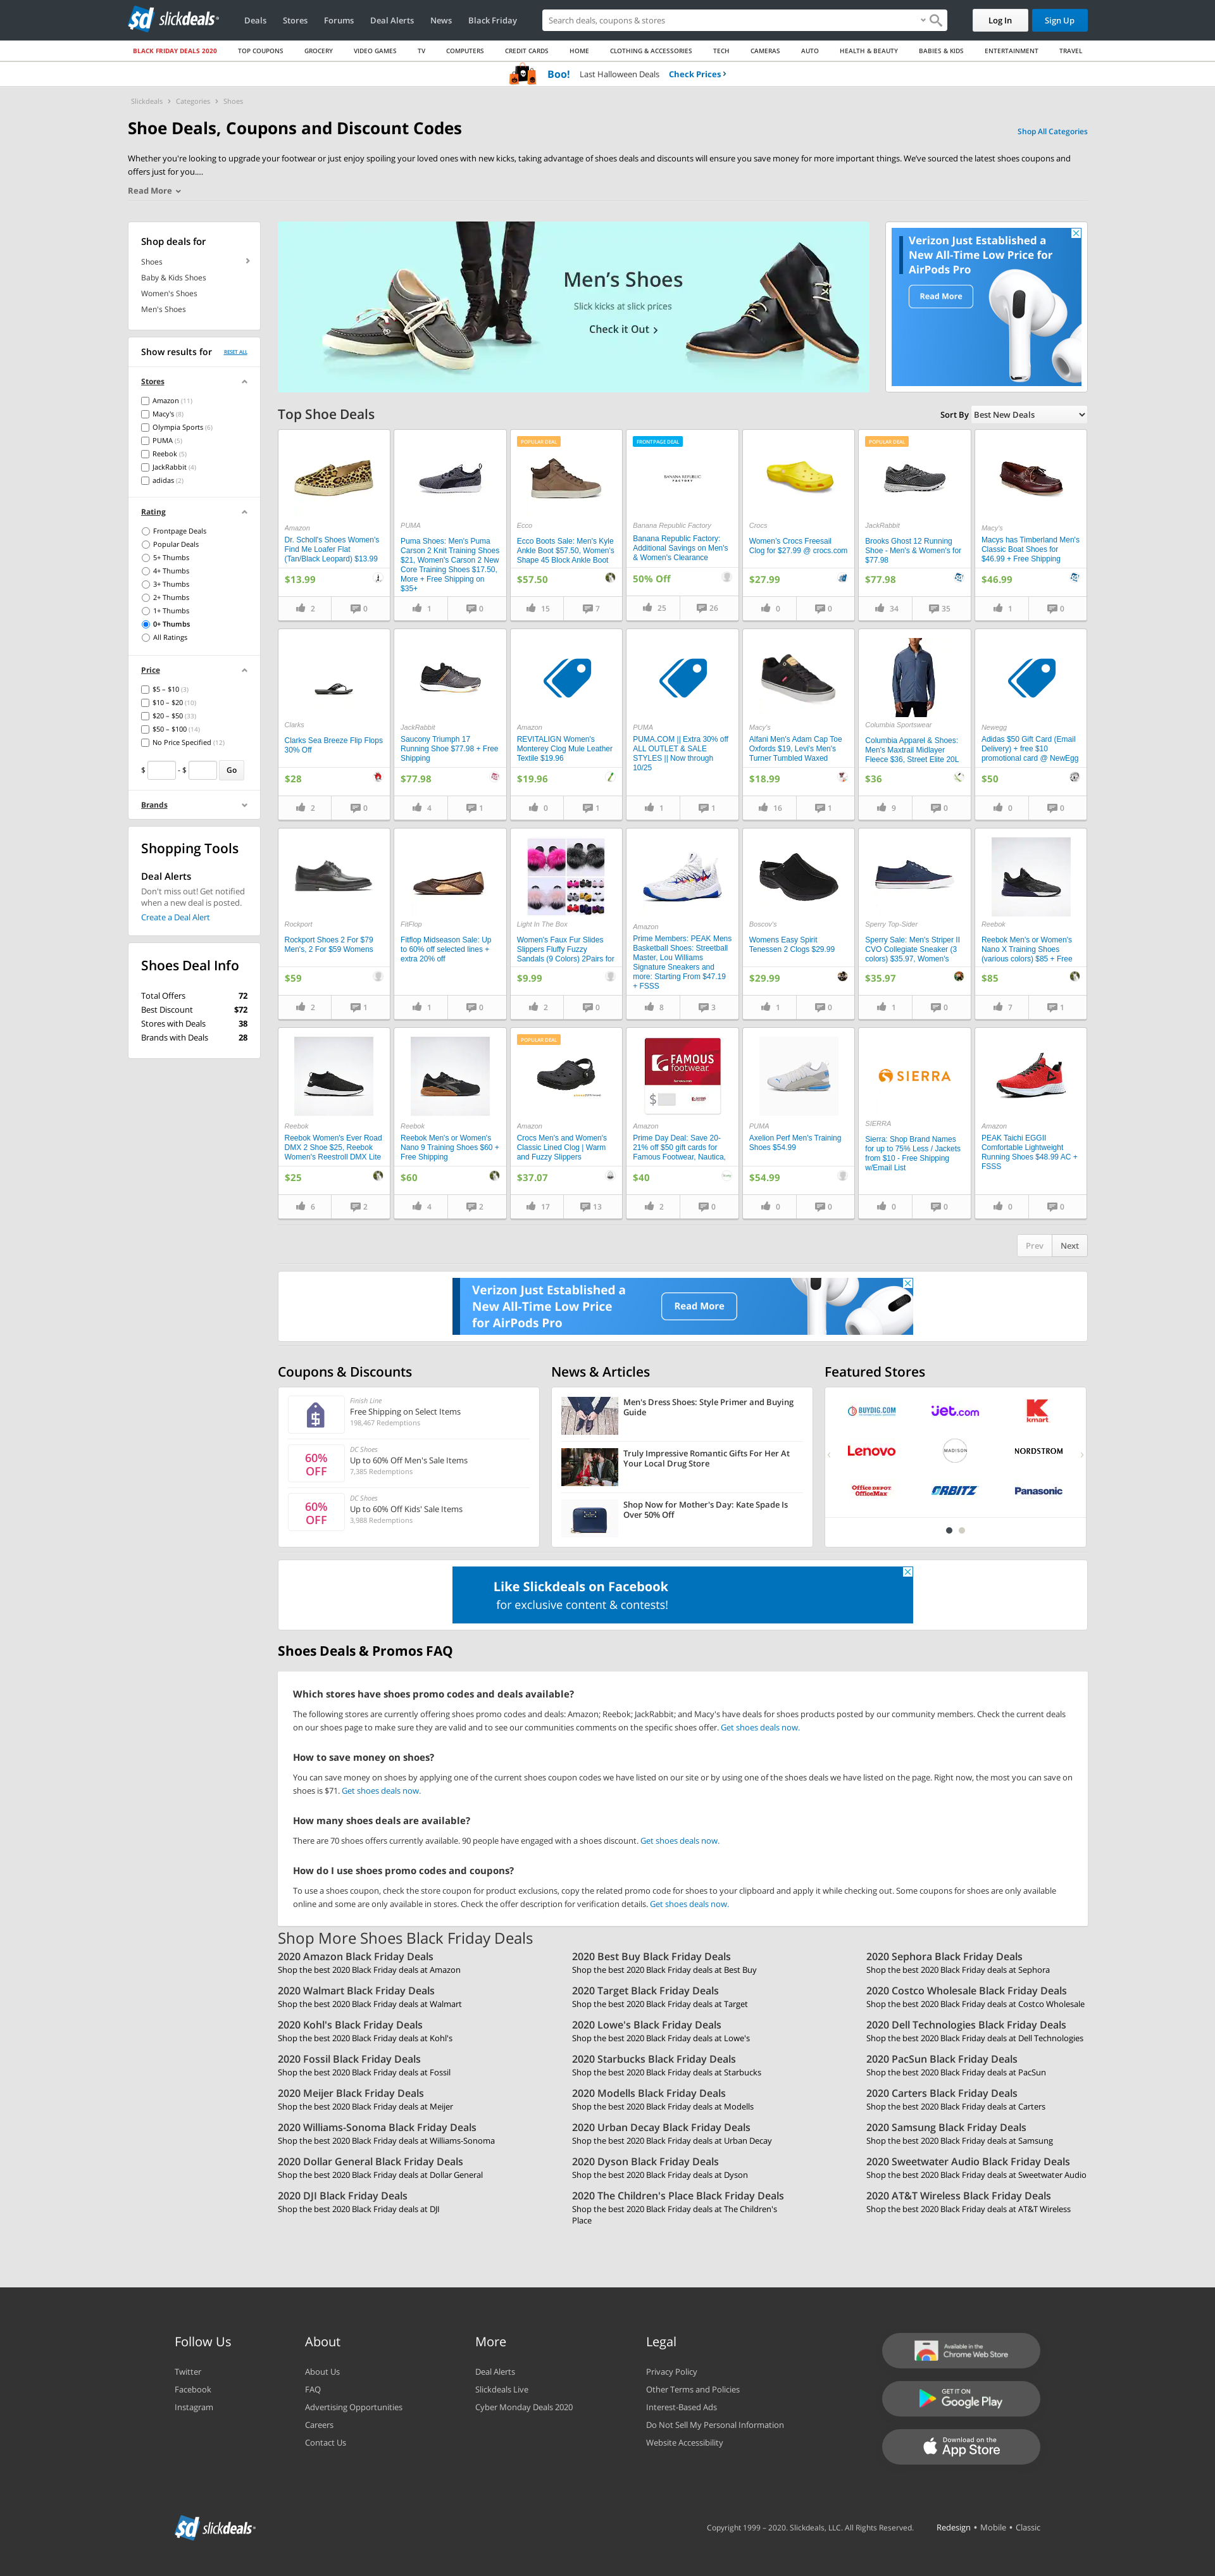 slickdeals
Deals Stores Forums Deal Alerts News Black Friday
Search deals, coupons & stores
Log In
Sign Up
BLACK FRIDAY DEALS 2020 TOP COUPONS GROCERY VIDEO GAMES TV COMPUTERS CREDIT CARDS HOME CLOTHING & ACCESSORIES TECH CAMERAS AUTO HEALTH & BEAUTY BABIES & KIDS ENTERTAINMENT TRAVEL
Boo! Last Halloween Deals Check Prices
Slickdeals Categories Shoes
Shoe Deals, Coupons and Discount Codes
Shop All Categories
Whether you're looking to upgrade your footwear or just enjoy spoiling your loved ones with new kicks, taking advantage of shoes deals and discounts will ensure you save money for more important things. We've sourced the latest shoes coupons and
offers just for you....
Read More
Shop deals for
Shoes
Baby & Kids Shoes
Women's Shoes
Men's Shoes
Show results for RESET ALL
Stores
Amazon (11)
Macy's (8)
Olympia Sports (6)
PUMA (5)
Reebok (5)
JackRabbit (4)
adidas (2)
Rating
Frontpage Deals
Popular Deals
5+ Thumbs
4+ Thumbs
3+ Thumbs
2+ Thumbs
1+ Thumbs
0+ Thumbs
All Ratings
Price
$5 – $10 (3)
$10 – $20 (10)
$20 – $50 (33)
$50 – $100 (14)
No Price Specified (12)
$ - $ Go
Brands
Shopping Tools
Deal Alerts
Don't miss out! Get notified
when a new deal is posted.
Create a Deal Alert
Shoes Deal Info
Total Offers 72
Best Discount $72
Stores with Deals 38
Brands with Deals 28
Men's Shoes
Slick kicks at slick prices
Check it Out
Verizon Just Established a
New All-Time Low Price for
AirPods Pro
Read More
Top Shoe Deals
Sort By Best New Deals
Amazon
Dr. Scholl's Shoes Women's
Find Me Loafer Flat
(Tan/Black Leopard) $13.99
$13.99
2 0
PUMA
Puma Shoes: Men's Puma
Carson 2 Knit Training Shoes
$21, Women's Carson 2 New
Core Training Shoes $17.50,
More + Free Shipping on
$35+
1 0
POPULAR DEAL
Ecco
Ecco Boots Sale: Men's Kyle
Ankle Boot $57.50, Women's
Shape 45 Block Ankle Boot
$57.50
15 7
FRONTPAGE DEAL
BANANA REPUBLIC
FACTORY
Banana Republic Factory
Banana Republic Factory:
Additional Savings on Men's
& Women's Clearance
50% Off
25 26
Crocs
Women's Crocs Freesail
Clog for $27.99 @ crocs.com
$27.99
0 0
POPULAR DEAL
JackRabbit
Brooks Ghost 12 Running
Shoe - Men's & Women's for
$77.98
$77.98
34 35
Macy's
Macys has Timberland Men's
Classic Boat Shoes for
$46.99 + Free Shipping
$46.99
1 0
Clarks
Clarks Sea Breeze Flip Flops
30% Off
$28
2 0
JackRabbit
Saucony Triumph 17
Running Shoe $77.98 + Free
Shipping
$77.98
4 1
Amazon
REVITALIGN Women's
Monterey Clog Mule Leather
Textile $19.96
$19.96
0 1
PUMA
PUMA.COM || Extra 30% off
ALL OUTLET & SALE
STYLES || Now through
10/25
1 1
Macy's
Alfani Men's Adam Cap Toe
Oxfords $19, Levi's Men's
Turner Tumbled Waxed
$18.99
16 1
Columbia Sportswear
Columbia Apparel & Shoes:
Men's Maxtrail Midlayer
Fleece $36, Street Elite 20L
$36
9 0
Newegg
Adidas $50 Gift Card (Email
Delivery) + free $10
promotional card @ NewEgg
$50
0 0
Rockport
Rockport Shoes 2 For $79
Men's, 2 For $59 Womens
$59
2 1
FitFlop
Fitflop Midseason Sale: Up
to 60% off selected lines +
extra 20% off
1 0
Light In The Box
Women's Faux Fur Slides
Slippers Fluffy Fuzzy
Sandals (9 Colors) 2Pairs for
$9.99
2 0
Amazon
Prime Members: PEAK Mens
Basketball Shoes: Streetball
Master, Lou Williams
Signature Sneakers and
more: Starting From $47.19
+ FSSS
8 3
Boscov's
Womens Easy Spirit
Tenessen 2 Clogs $29.99
$29.99
1 0
Sperry Top-Sider
Sperry Sale: Men's Striper II
CVO Collegiate Sneaker (3
colors) $35.97, Women's
$35.97
1 0
Reebok
Reebok Men's or Women's
Nano X Training Shoes
(various colors) $85 + Free
$85
7 1
Reebok
Reebok Women's Ever Road
DMX 2 Shoe $25, Reebok
Women's Reestroll DMX Lite
$25
6 2
Reebok
Reebok Men's or Women's
Nano 9 Training Shoes $60 +
Free Shipping
$60
4 2
POPULAR DEAL
Amazon
Crocs Men's and Women's
Classic Lined Clog | Warm
and Fuzzy Slippers
$37.07
17 13
FAMOUS
footwear.
$
Amazon
Prime Day Deal: Save 20-
21% off $50 gift cards for
Famous Footwear, Nautica,
$40
2 0
PUMA
Axelion Perf Men's Training
Shoes $54.99
$54.99
0 0
SIERRA
SIERRA
Sierra: Shop Brand Names
for up to 75% Less / Jackets
from $10 - Free Shipping
w/Email List
0 0
Amazon
PEAK Taichi EGGII
Comfortable Lightweight
Running Shoes $48.99 AC +
FSSS
0 0
Prev Next
Verizon Just Established a
New All-Time Low Price
for AirPods Pro
Read More
Coupons & Discounts
Finish Line
Free Shipping on Select Items
198,467 Redemptions
60%
OFF
DC Shoes
Up to 60% Off Men's Sale Items
7,385 Redemptions
60%
OFF
DC Shoes
Up to 60% Off Kids' Sale Items
3,988 Redemptions
News & Articles
Men's Dress Shoes: Style Primer and Buying
Guide
Truly Impressive Romantic Gifts For Her At
Your Local Drug Store
Shop Now for Mother's Day: Kate Spade Is
Over 50% Off
Featured Stores
BUYDIG.COM jet.com kmart
Lenovo MADISON NORDSTROM
Office DEPOT
OfficeMax
ORBITZ Panasonic
Like Slickdeals on Facebook
for exclusive content & contests!
Shoes Deals & Promos FAQ
Which stores have shoes promo codes and deals available?
The following stores are currently offering shoes promo codes and deals: Amazon; Reebok; JackRabbit; and Macy's have deals for shoes products posted by our community members. Check the current deals
on our shoes page to make sure they are valid and to see our communities comments on the specific shoes offer. Get shoes deals now.
How to save money on shoes?
You can save money on shoes by applying one of the current shoes coupon codes we have listed on our site or by using one of the shoes deals we have listed on the page. Right now, the most you can save on
shoes is $71. Get shoes deals now.
How many shoes deals are available?
There are 70 shoes offers currently available. 90 people have engaged with a shoes discount. Get shoes deals now.
How do I use shoes promo codes and coupons?
To use a shoes coupon, check the store coupon for product exclusions, copy the related promo code for shoes to your clipboard and apply it while checking out. Some coupons for shoes are only available
online and some are only available in stores. Check the offer description for verification details. Get shoes deals now.
Shop More Shoes Black Friday Deals
2020 Amazon Black Friday Deals
Shop the best 2020 Black Friday deals at Amazon
2020 Best Buy Black Friday Deals
Shop the best 2020 Black Friday deals at Best Buy
2020 Sephora Black Friday Deals
Shop the best 2020 Black Friday deals at Sephora
2020 Walmart Black Friday Deals
Shop the best 2020 Black Friday deals at Walmart
2020 Target Black Friday Deals
Shop the best 2020 Black Friday deals at Target
2020 Costco Wholesale Black Friday Deals
Shop the best 2020 Black Friday deals at Costco Wholesale
2020 Kohl's Black Friday Deals
Shop the best 2020 Black Friday deals at Kohl's
2020 Lowe's Black Friday Deals
Shop the best 2020 Black Friday deals at Lowe's
2020 Dell Technologies Black Friday Deals
Shop the best 2020 Black Friday deals at Dell Technologies
2020 Fossil Black Friday Deals
Shop the best 2020 Black Friday deals at Fossil
2020 Starbucks Black Friday Deals
Shop the best 2020 Black Friday deals at Starbucks
2020 PacSun Black Friday Deals
Shop the best 2020 Black Friday deals at PacSun
2020 Meijer Black Friday Deals
Shop the best 2020 Black Friday deals at Meijer
2020 Modells Black Friday Deals
Shop the best 2020 Black Friday deals at Modells
2020 Carters Black Friday Deals
Shop the best 2020 Black Friday deals at Carters
2020 Williams-Sonoma Black Friday Deals
Shop the best 2020 Black Friday deals at Williams-Sonoma
2020 Urban Decay Black Friday Deals
Shop the best 2020 Black Friday deals at Urban Decay
2020 Samsung Black Friday Deals
Shop the best 2020 Black Friday deals at Samsung
2020 Dollar General Black Friday Deals
Shop the best 2020 Black Friday deals at Dollar General
2020 Dyson Black Friday Deals
Shop the best 2020 Black Friday deals at Dyson
2020 Sweetwater Audio Black Friday Deals
Shop the best 2020 Black Friday deals at Sweetwater Audio
2020 DJI Black Friday Deals
Shop the best 2020 Black Friday deals at DJI
2020 The Children's Place Black Friday Deals
Shop the best 2020 Black Friday deals at The Children's
Place
2020 AT&T Wireless Black Friday Deals
Shop the best 2020 Black Friday deals at AT&T Wireless
Follow Us
Twitter
Facebook
Instagram
About
About Us
FAQ
Advertising Opportunities
Careers
Contact Us
More
Deal Alerts
Slickdeals Live
Cyber Monday Deals 2020
Legal
Privacy Policy
Other Terms and Policies
Interest-Based Ads
Do Not Sell My Personal Information
Website Accessibility
Available in the
Chrome Web Store
GET IT ON
Google Play
Download on the
App Store
slickdeals
Copyright 1999 – 2020. Slickdeals, LLC. All Rights Reserved. Redesign • Mobile • Classic